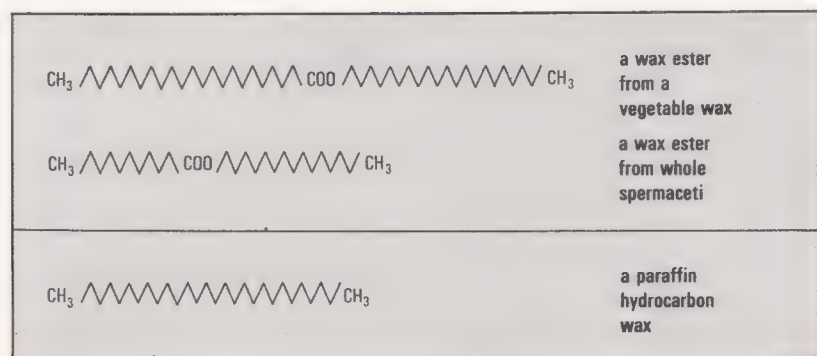 CH₃ COO CH₃
a wax ester
from a
vegetable wax
CH₃ COO CH₃
a wax ester
from whole
spermaceti
CH₃ CH₃
a paraffin
hydrocarbon
wax